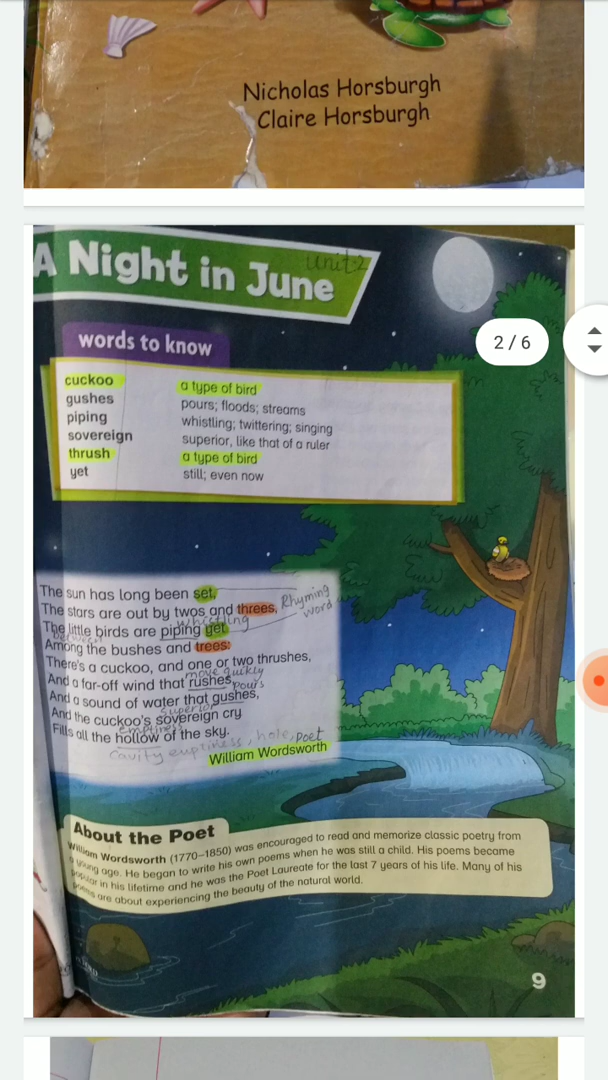 Nicholas Horsburgh
Claire Horsburgh
A Night in June
unit 2
2 / 6
words to know
cuckoo a type of bird
gushes pours; floods; streams
piping whistling; twittering; singing
sovereign superior, like that of a ruler
thrush a type of bird
yet still; even now
The sun has long been set,
The stars are out by twos and threes,
Rhyming
word
whistling
The little birds are piping yet
between
Among the bushes and trees:
There's a cuckoo, and one or two thrushes,
move quikly
And a far-off wind that rushes,
pours
And a sound of water that gushes,
superior
And the cuckoo's sovereign cry
emptiness
Fills all the hollow of the sky.
Cavity emptiness, hole, poet
William Wordsworth
About the Poet
William Wordsworth (1770–1850) was encouraged to read and memorize classic poetry from
a young age. He began to write his own poems when he was still a child. His poems became
popular in his lifetime and he was the Poet Laureate for the last 7 years of his life. Many of his
poems are about experiencing the beauty of the natural world.
9